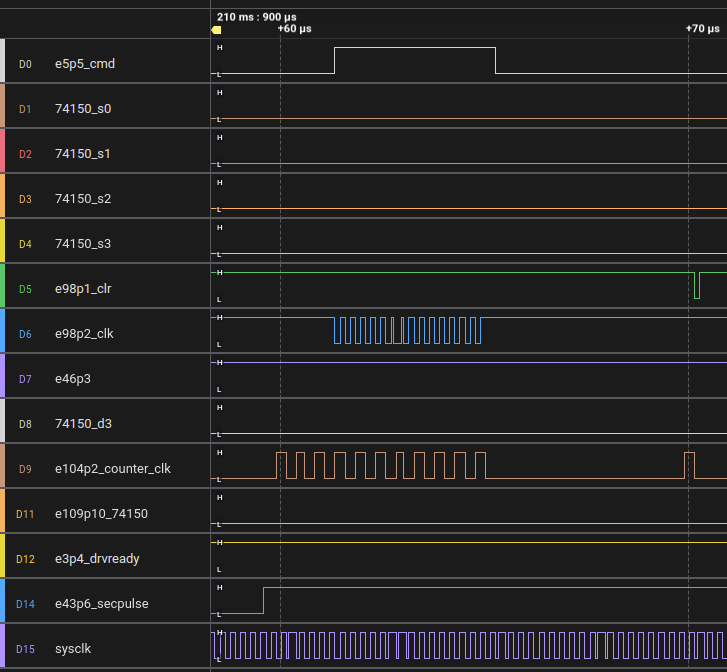 210 ms : 900 µs
+60 µs +70 µs
D0 e5p5_cmd H L
D1 74150_s0 H L
D2 74150_s1 H L
D3 74150_s2 H L
D4 74150_s3 H L
D5 e98p1_clr H L
D6 e98p2_clk H L
D7 e46p3 H L
D8 74150_d3 H L
D9 e104p2_counter_clk H L
D11 e109p10_74150 H L
D12 e3p4_drvready H L
D14 e43p6_secpulse H L
D15 sysclk H L